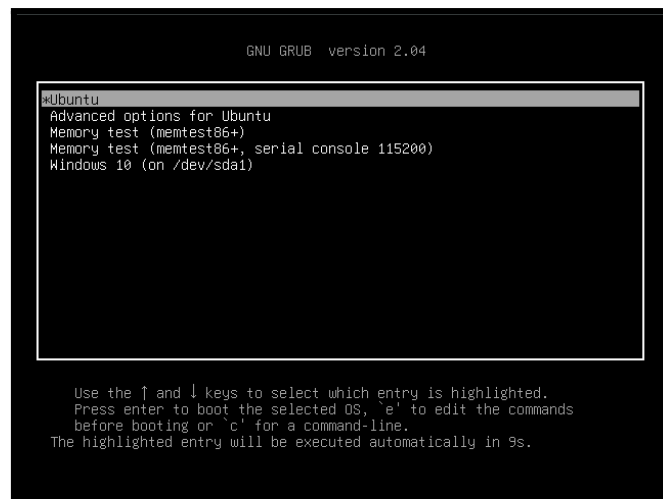 GNU GRUB version 2.04
*Ubuntu
Advanced options for Ubuntu
Memory test (memtest86+)
Memory test (memtest86+, serial console 115200)
Windows 10 (on /dev/sda1)
Use the ↑ and ↓ keys to select which entry is highlighted.
Press enter to boot the selected OS, `e' to edit the commands
before booting or `c' for a command-line.
The highlighted entry will be executed automatically in 9s.